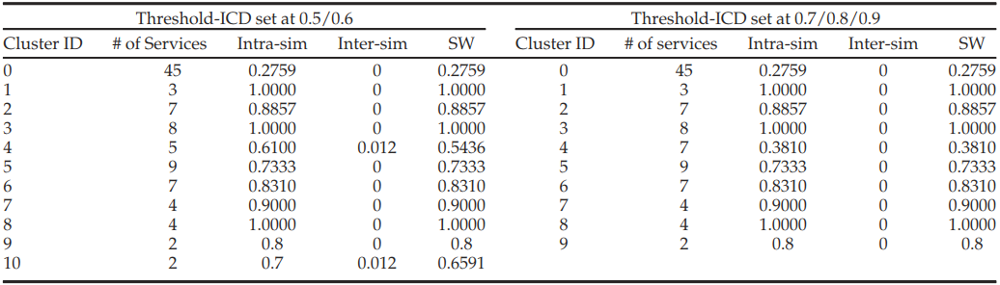 Threshold-ICD set at 0.5/0.6 Threshold-ICD set at 0.7/0.8/0.9
Cluster ID # of Services Intra-sim Inter-sim SW Cluster ID # of services Intra-sim Inter-sim SW
0 45 0.2759 0 0.2759 0 45 0.2759 0 0.2759
1 3 1.0000 0 1.0000 1 3 1.0000 0 1.0000
2 7 0.8857 0 0.8857 2 7 0.8857 0 0.8857
3 8 1.0000 0 1.0000 3 8 1.0000 0 1.0000
4 5 0.6100 0.012 0.5436 4 7 0.3810 0 0.3810
5 9 0.7333 0 0.7333 5 9 0.7333 0 0.7333
6 7 0.8310 0 0.8310 6 7 0.8310 0 0.8310
7 4 0.9000 0 0.9000 7 4 0.9000 0 0.9000
8 4 1.0000 0 1.0000 8 4 1.0000 0 1.0000
9 2 0.8 0 0.8 9 2 0.8 0 0.8
10 2 0.7 0.012 0.6591